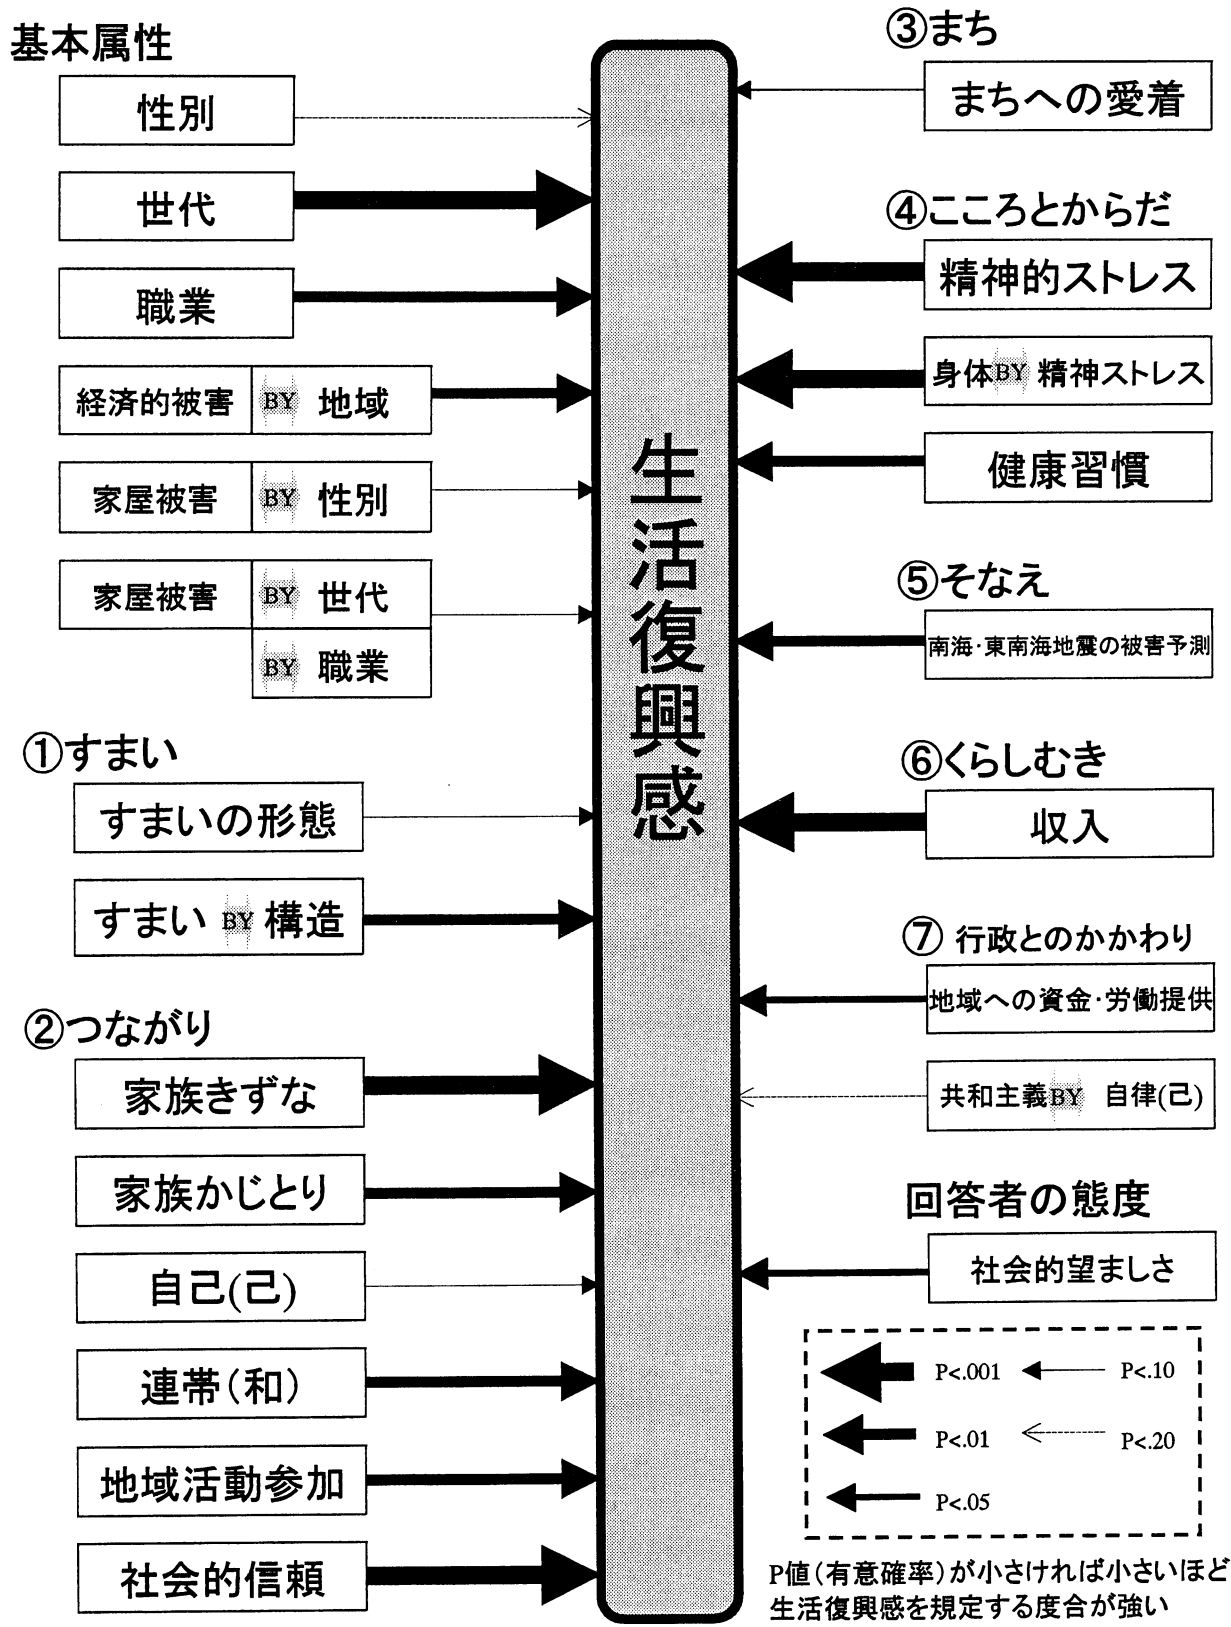 基本属性
性別
世代
職業
経済的被害 BY 地域
家屋被害 BY 性別
家屋被害 BY 世代
BY 職業
①すまい
すまいの形態
すまい BY 構造
②つながり
家族きずな
家族かじとり
自己(己)
連帯(和)
地域活動参加
社会的信頼
生活復興感
③まち
まちへの愛着
④こころとからだ
精神的ストレス
身体BY 精神ストレス
健康習慣
⑤そなえ
南海・東南海地震の被害予測
⑥くらしむき
収入
⑦ 行政とのかかわり
地域への資金・労働提供
共和主義BY 自律(己)
回答者の態度
社会的望ましさ
P<.001 P<.10
P<.01 P<.20
P<.05
P値(有意確率)が小さければ小さいほど
生活復興感を規定する度合が強い